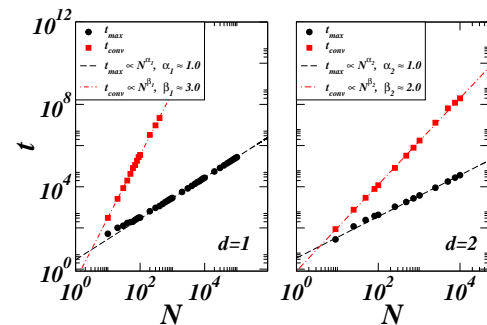 10^12
10^8
10^4
10^0
t
t_max
t_conv
t_max ∝ N^α₁, α₁ ≈ 1.0
t_conv ∝ N^β₁, β₁ ≈ 3.0
d=1
10^0 10^2 10^4
N
t_max
t_conv
t_max ∝ N^α₂, α₂ ≈ 1.0
t_conv ∝ N^β₂, β₂ ≈ 2.0
d=2
10^0 10^2 10^4
N